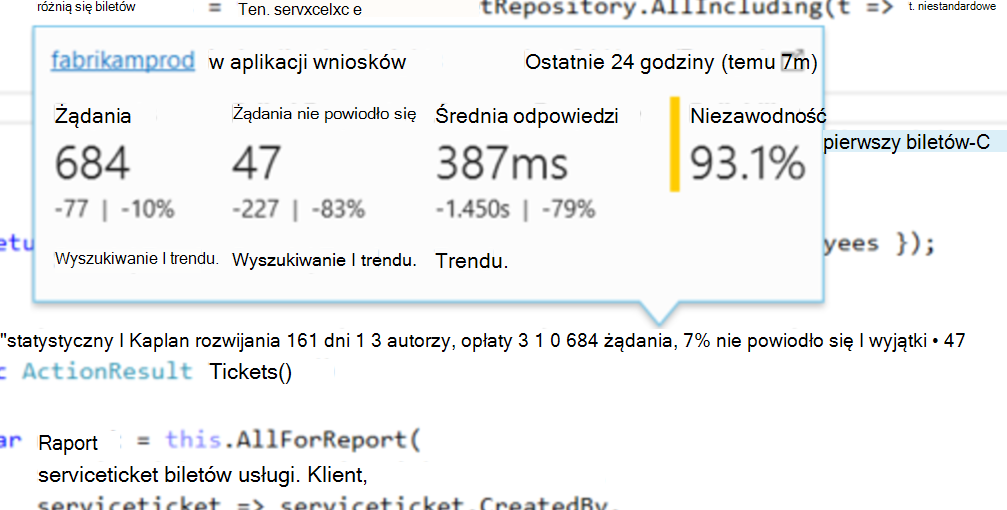 różnią się biletów = Ten. servxcelxc e tRepository.AllIncluding(t => t. niestandardowe
fabrikamprod w aplikacji wniosków Ostatnie 24 godziny (temu 7m)
Żądania Żądania nie powiodło się Średnia odpowiedzi Niezawodność
pierwszy biletów-C
684 47 387ms 93.1%
-77 | -10% -227 | -83% -1.450s | -79%
etu yees });
Wyszukiwanie I trendu. Wyszukiwanie I trendu. Trendu.
"statystyczny I Kaplan rozwijania 161 dni 1 3 autorzy, opłaty 3 1 0 684 żądania, 7% nie powiodło się I wyjątki • 47
c ActionResult Tickets()
ar Raport = this.AllForReport(
serviceticket biletów usługi. Klient,
serviceticket => serviceticket.CreatedBy,